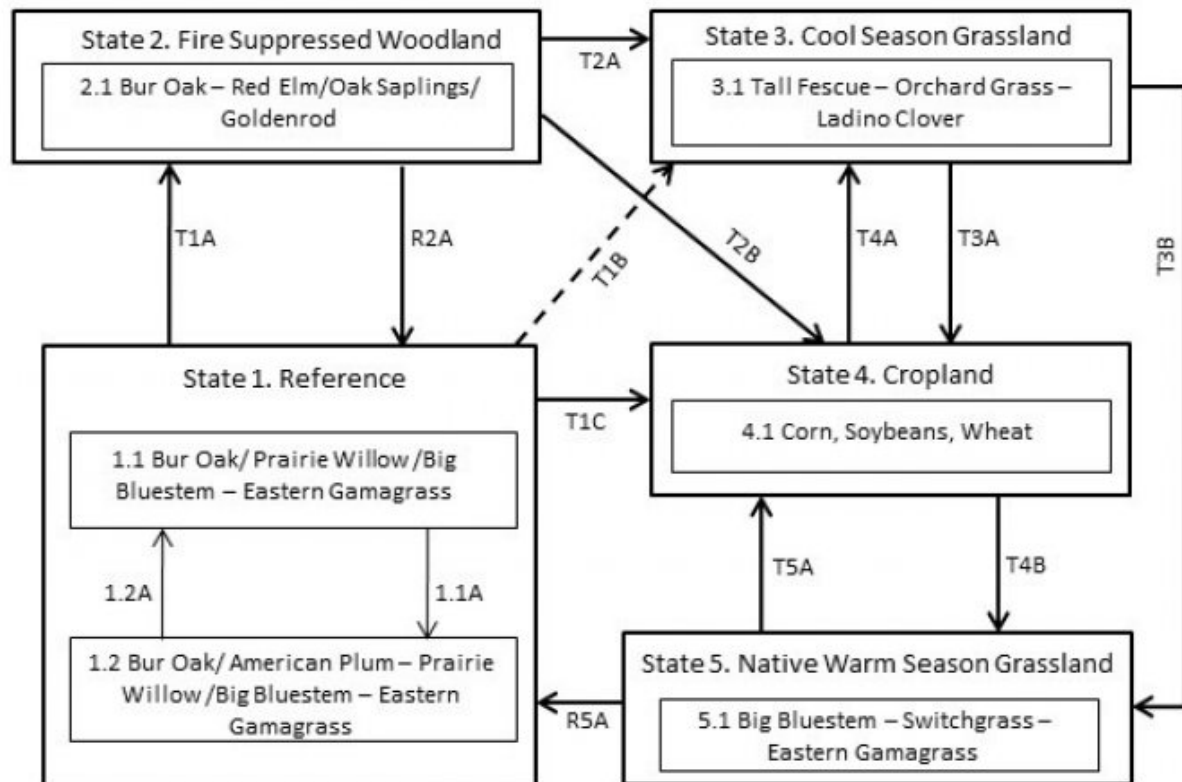 State 2. Fire Suppressed Woodland
2.1 Bur Oak – Red Elm/Oak Saplings/
Goldenrod
T2A
State 3. Cool Season Grassland
3.1 Tall Fescue – Orchard Grass –
Ladino Clover
T1A
R2A
T1B
T2B
T4A
T3A
T3B
State 1. Reference
1.1 Bur Oak/ Prairie Willow /Big
Bluestem – Eastern Gamagrass
1.2A
1.1A
1.2 Bur Oak/ American Plum – Prairie
Willow /Big Bluestem – Eastern
Gamagrass
T1C
State 4. Cropland
4.1 Corn, Soybeans, Wheat
T5A
T4B
R5A
State 5. Native Warm Season Grassland
5.1 Big Bluestem – Switchgrass –
Eastern Gamagrass